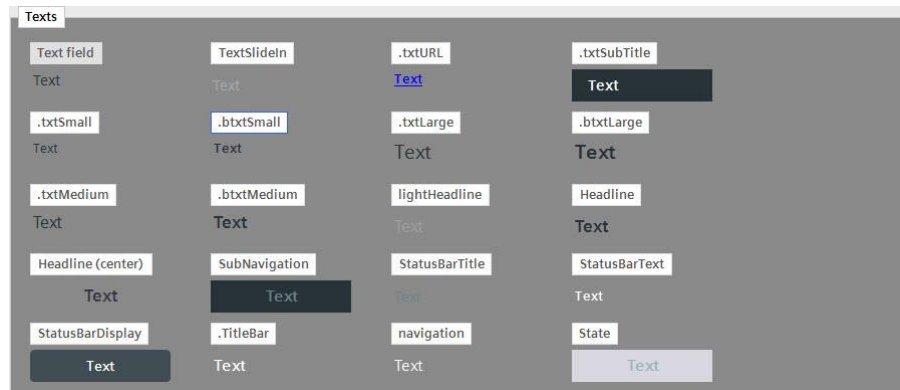 Texts
Text field TextSlideIn .txtURL .txtSubTitle
Text Text Text Text
.txtSmall .btxtSmall .txtLarge .btxtLarge
Text Text Text Text
.txtMedium .btxtMedium lightHeadline Headline
Text Text Text Text
Headline (center) SubNavigation StatusBarTitle StatusBarText
Text Text Text Text
StatusBarDisplay .TitleBar navigation State
Text Text Text Text